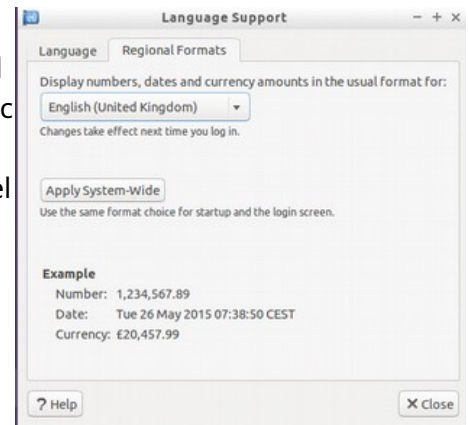 Language Support
Language Regional Formats
Display numbers, dates and currency amounts in the usual format for:
English (United Kingdom)
c
Changes take effect next time you log in.
el
Apply System-Wide
Use the same format choice for startup and the login screen.
Example
Number: 1,234,567.89
Date: Tue 26 May 2015 07:38:50 CEST
Currency: £20,457.99
? Help
Close